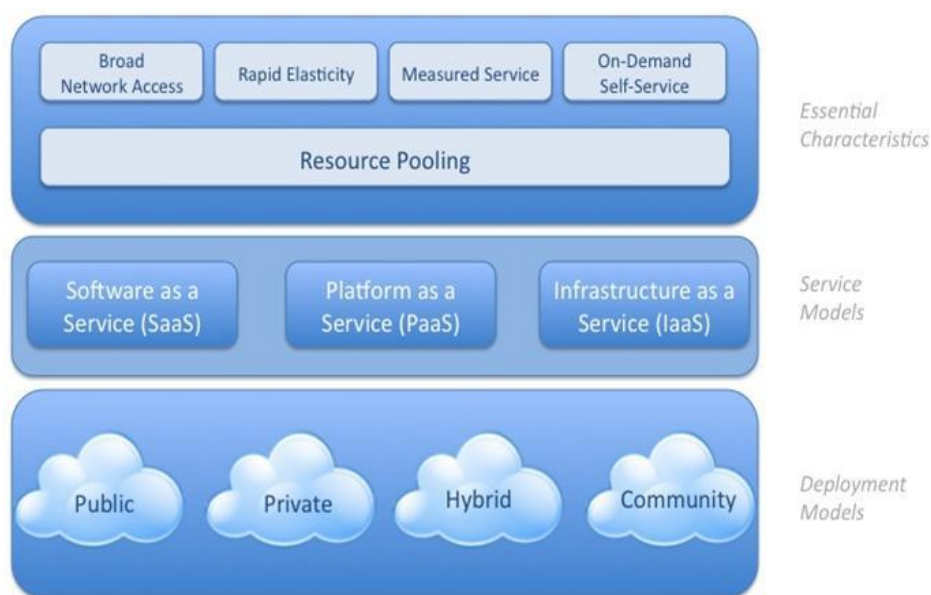 Broad
Network Access
Rapid Elasticity
Measured Service
On-Demand
Self-Service
Resource Pooling
Essential
Characteristics
Software as a
Service (SaaS)
Platform as a
Service (PaaS)
Infrastructure as a
Service (IaaS)
Service
Models
Public
Private
Hybrid
Community
Deployment
Models